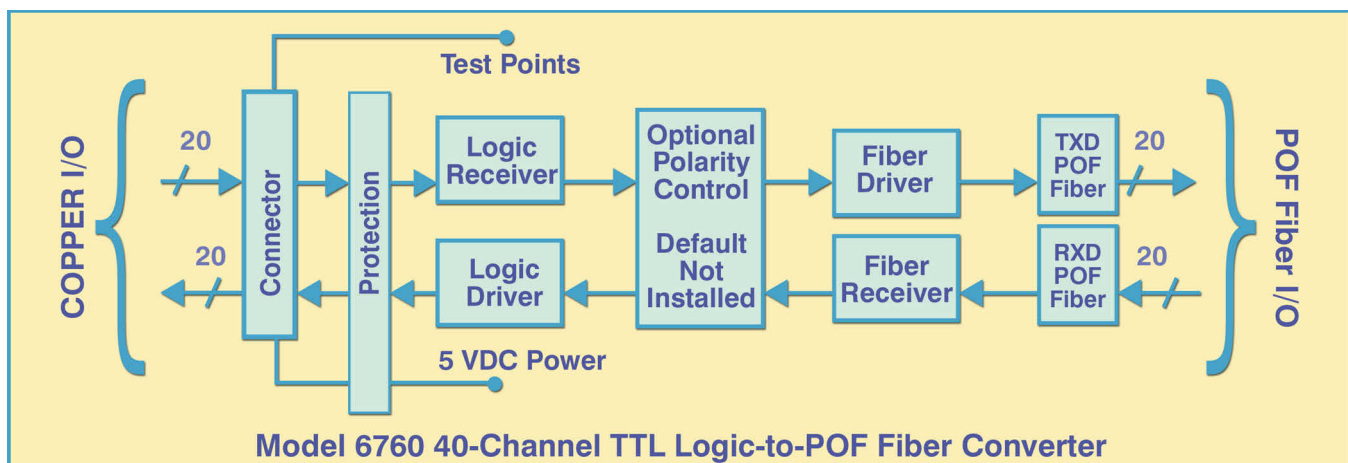 Test Points
COPPER I/O
20
20
Connector
Protection
Logic
Receiver
Logic
Driver
Optional
Polarity
Control
Default
Not
Installed
Fiber
Driver
Fiber
Receiver
TXD
POF
Fiber
RXD
POF
Fiber
20
20
POF Fiber I/O
5 VDC Power
Model 6760 40-Channel TTL Logic-to-POF Fiber Converter